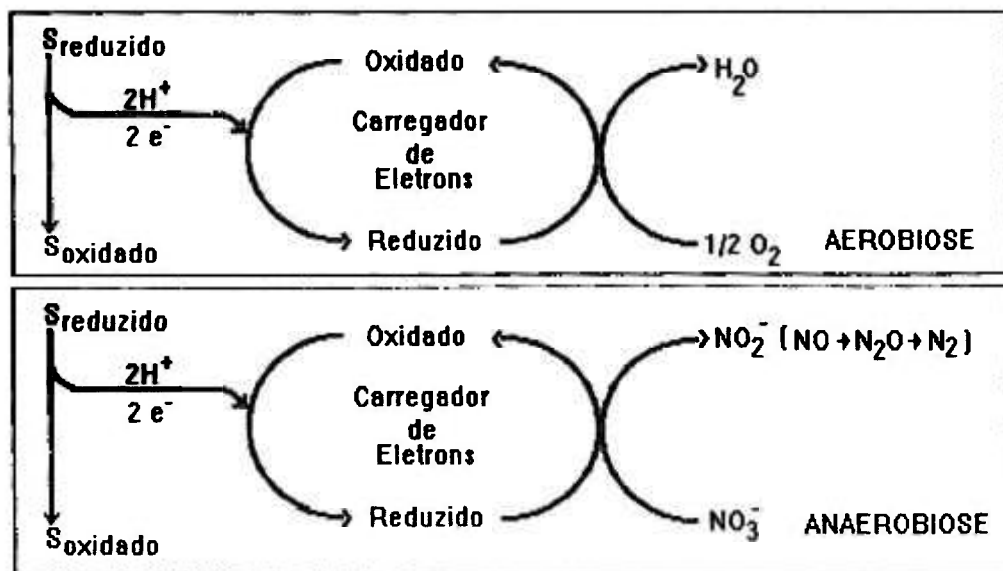 Sreduzido
Oxidado
H₂O
2H⁺
2 e⁻
Carregador
de
Eletrons
Soxidado
Reduzido
1/2 O₂
AEROBIOSE
Sreduzido
Oxidado
NO₂⁻ (NO→N₂O→N₂)
2H⁺
2 e⁻
Carregador
de
Eletrons
Soxidado
Reduzido
NO₃⁻
ANAEROBIOSE